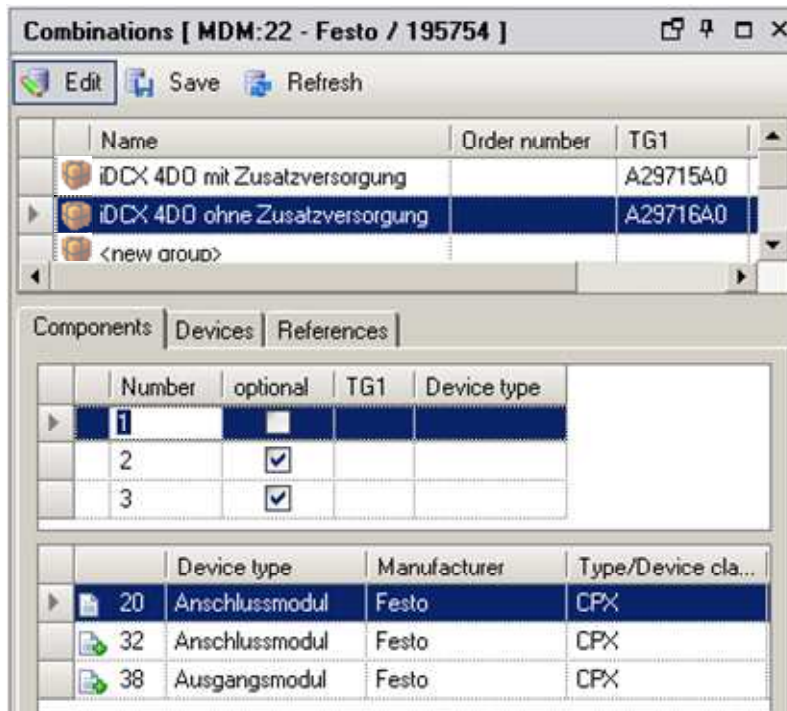 Combinations [ MDM:22 - Festo / 195754 ]
Edit Save Refresh
Name Order number TG1
iDCX 4DO mit Zusatzversorgung A29715A0
iDCX 4DO ohne Zusatzversorgung A29716A0
<new group>
Components Devices References
Number optional TG1 Device type
1
2
3
Device type Manufacturer Type/Device cla...
20 Anschlussmodul Festo CPX
32 Anschlussmodul Festo CPX
38 Ausgangsmodul Festo CPX